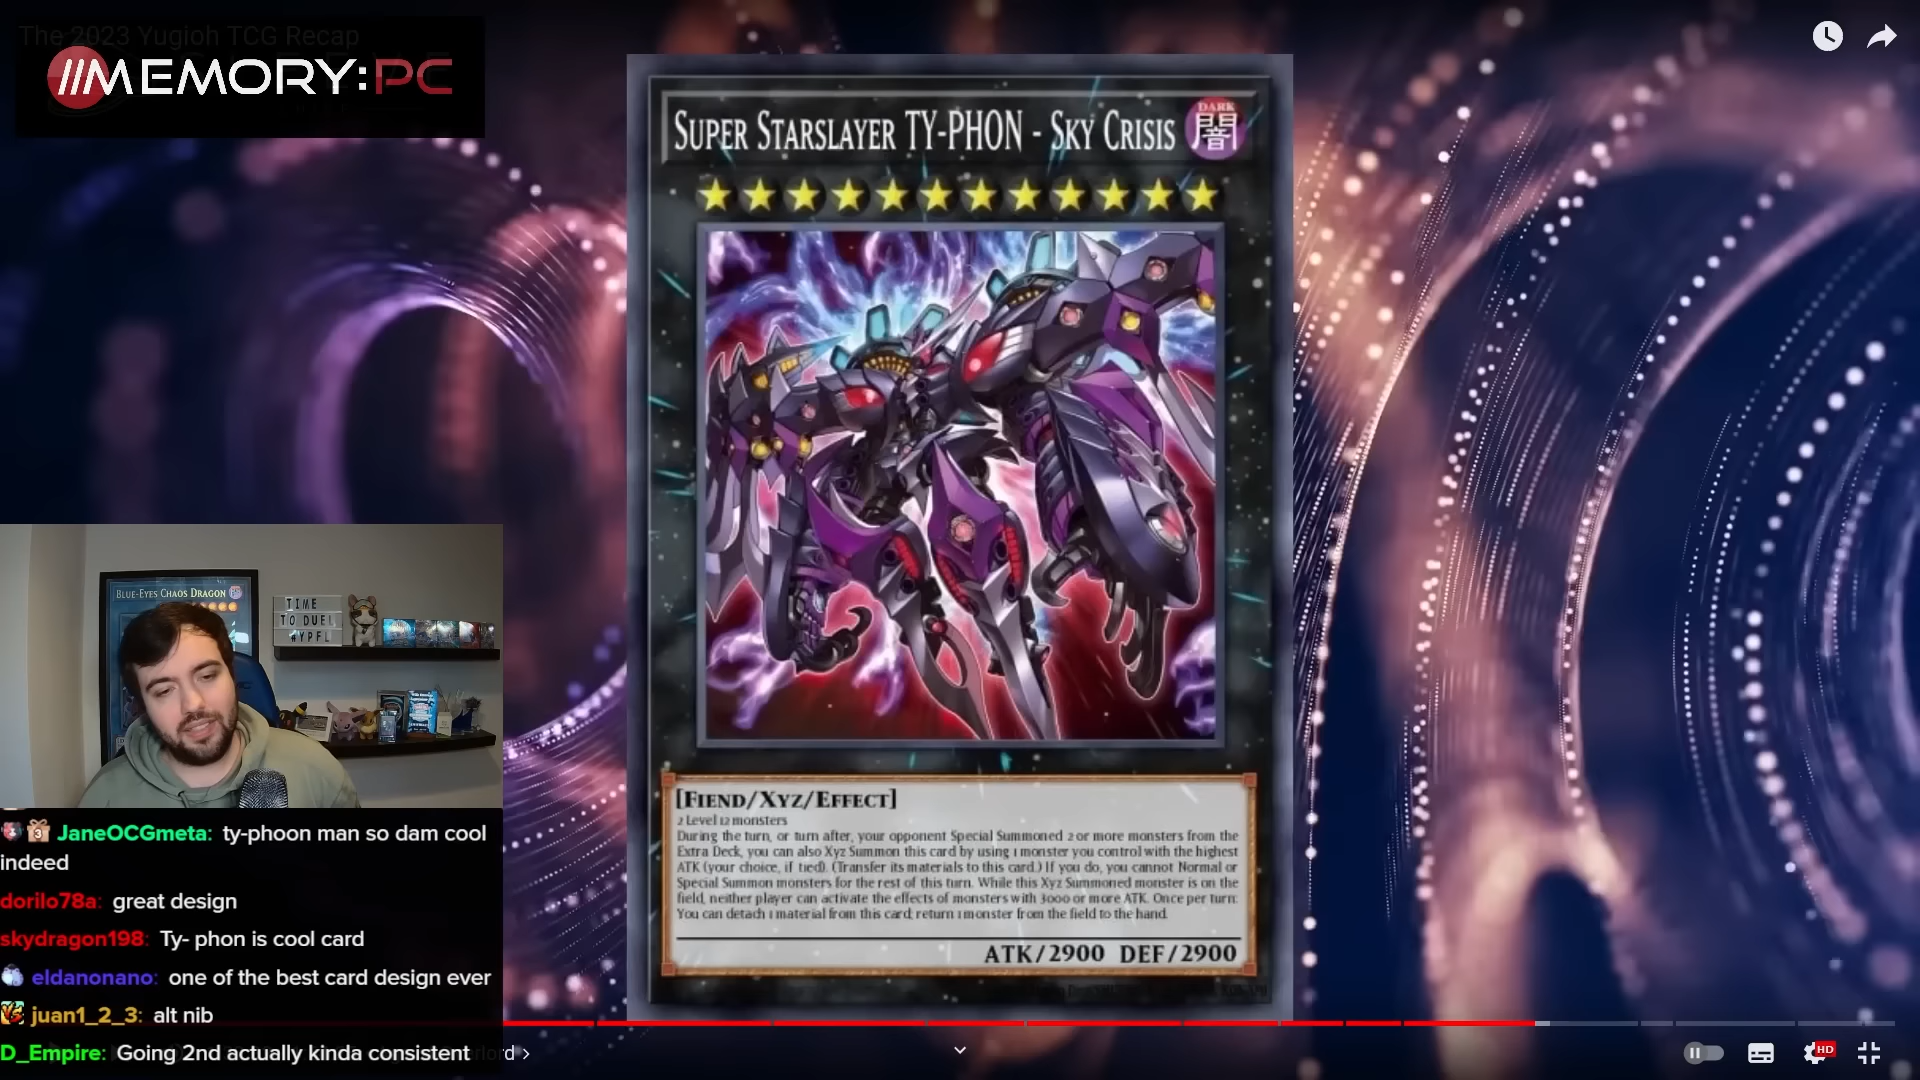 The 2023 Yugioh TCG Recap
MEMORY:PC
SUPER STARSLAYER TY-PHON - SKY CRISIS
DARK
闇
[FIEND/XYZ/EFFECT]
2 Level 12 monsters
During the turn, or turn after, your opponent Special Summoned 2 or more monsters from the
Extra Deck, you can also Xyz Summon this card by using 1 monster you control with the highest
ATK (your choice, if tied). (Transfer its materials to this card.) If you do, you cannot Normal or
Special Summon monsters for the rest of this turn. While this Xyz Summoned monster is on the
field, neither player can activate the effects of monsters with 3000 or more ATK. Once per turn:
You can detach 1 material from this card; return 1 monster from the field to the hand.
ATK/2900 DEF/2900
BLUE-EYES CHAOS DRAGON
TIME
TO DUEL
#YPFL
3
JaneOCGmeta: ty-phoon man so dam cool
indeed
dorilo78a: great design
skydragon198: Ty- phon is cool card
eldanonano: one of the best card design ever
juan1_2_3: alt nib
D_Empire: Going 2nd actually kinda consistent
HD